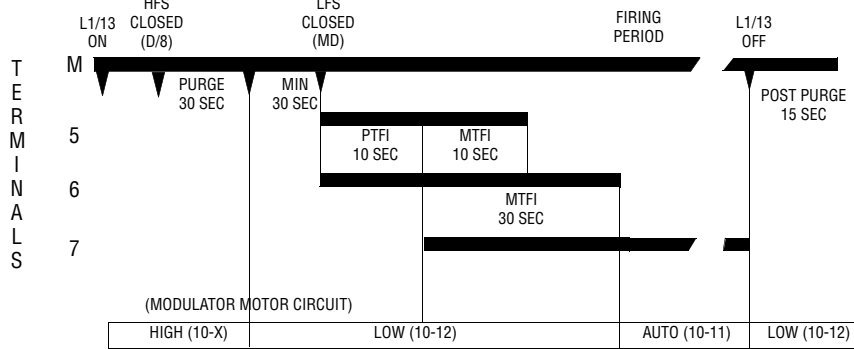 HFS
CLOSED
(D/8)
L1/13
ON
LFS
CLOSED
(MD)
FIRING
PERIOD
L1/13
OFF
TERMINALS
M
PURGE
30 SEC
MIN
30 SEC
POST PURGE
15 SEC
5
PTFI
10 SEC
MTFI
10 SEC
6
MTFI
30 SEC
7
(MODULATOR MOTOR CIRCUIT)
HIGH (10-X)
LOW (10-12)
AUTO (10-11)
LOW (10-12)